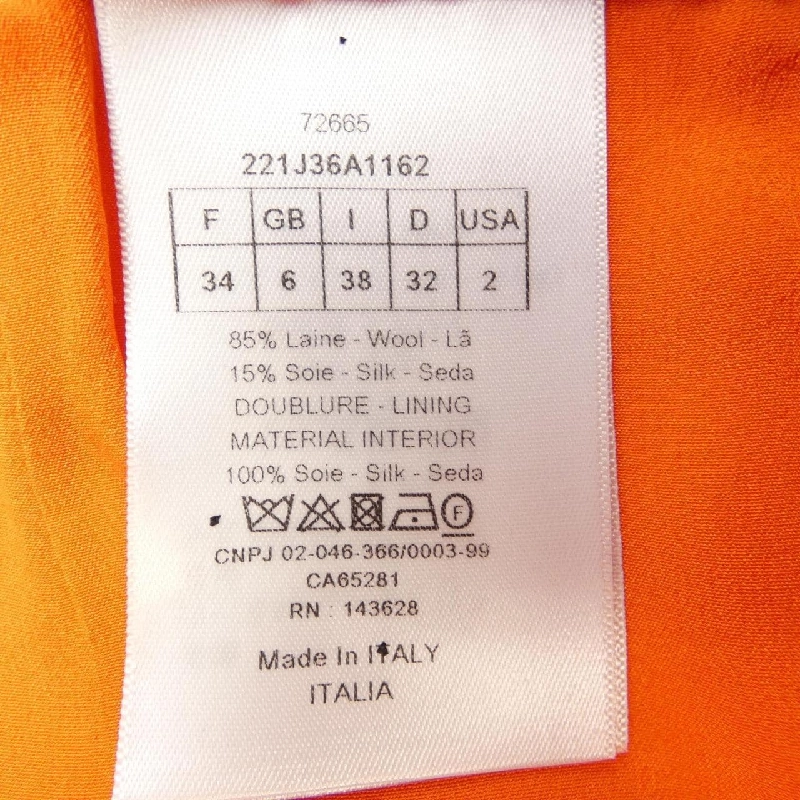 72665
221J36A1162
F GB I D USA
34 6 38 32 2
85% Laine - Wool - Lã
15% Soie - Silk - Seda
DOUBLURE - LINING
MATERIAL INTERIOR
100% Soie - Silk - Seda
F
CNPJ 02-046-366/0003-99
CA65281
RN : 143628
Made In ITALY
ITALIA